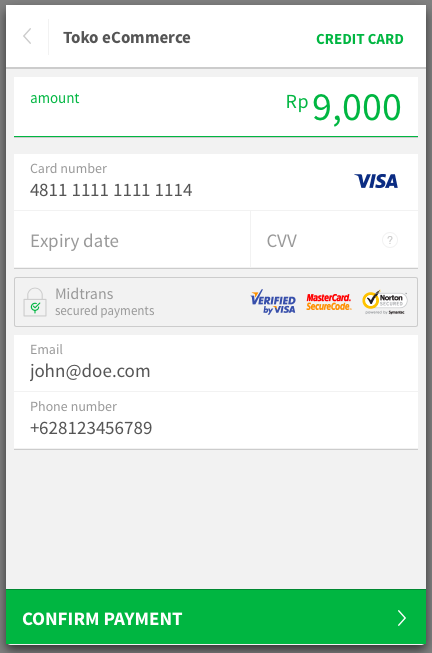 Toko eCommerce
CREDIT CARD
amount
Rp 9,000
Card number
4811 1111 1111 1114
VISA
Expiry date
CVV
?
Midtrans
secured payments
VERIFIED
by VISA
MasterCard.
SecureCode.
Norton
SECURED
powered by Symantec
Email
john@doe.com
Phone number
+628123456789
CONFIRM PAYMENT